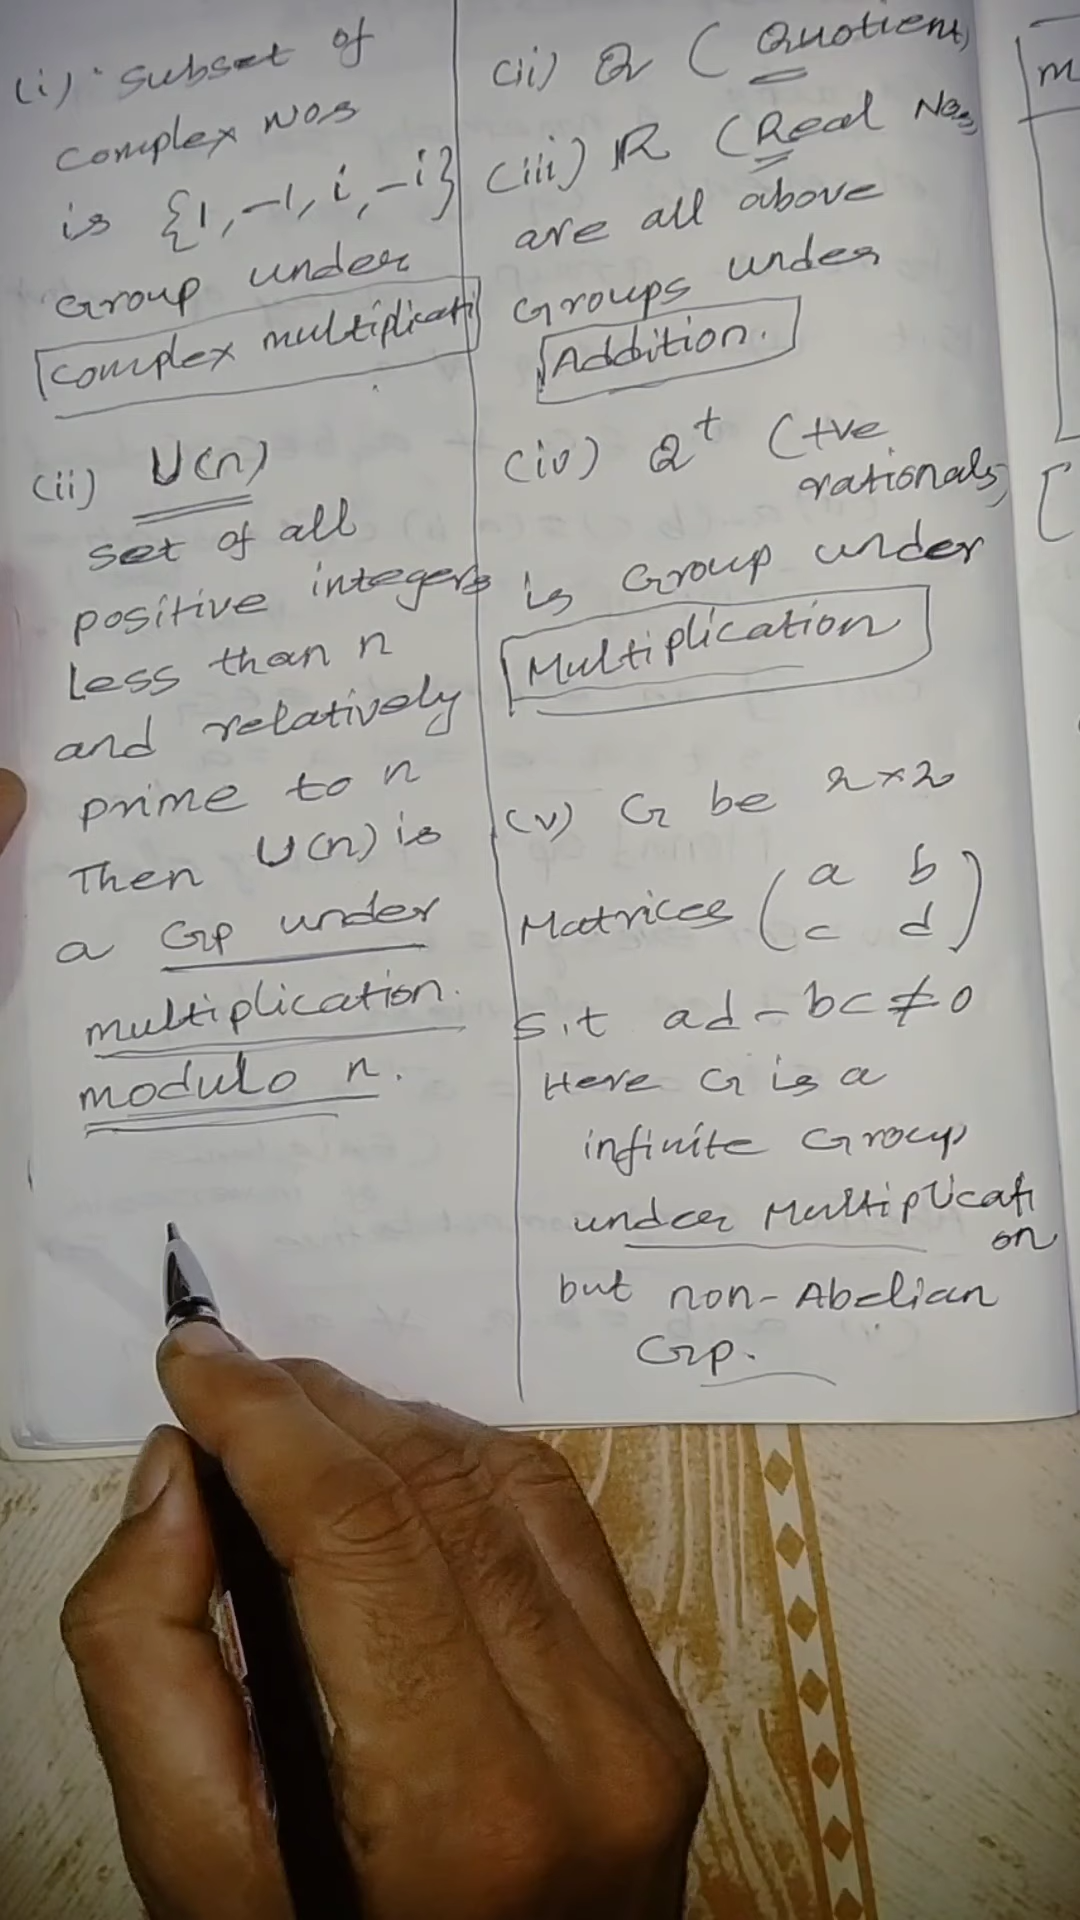 (i) Subset of
complex Nos
is {1, -1, i, -i}
Group under
complex multiplicati
(ii) U(n)
set of all
positive integers
Less than n
and relatively
prime to n
Then U(n) is
a Gp under
multiplication.
modulo n.
(ii) Q (Quotient)
(iii) R (Real Nos)
are all above
Groups under
Addition.
(iv) Q+ (+ve
rationals)
is Group under
Multiplication
(v) G be 2×2
Matrices (a b
c d)
s.t ad - bc ≠ 0
Here G is a
infinite Group
under Multiplicati
on
but non-Abelian
Gp.
m